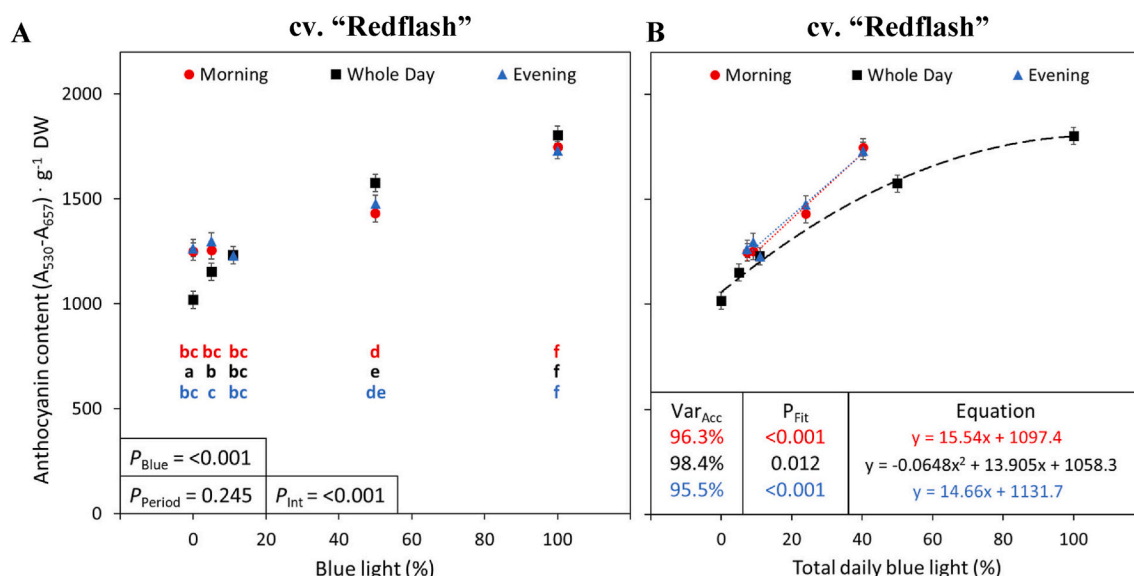 A
cv. “Redflash”
Morning Whole Day Evening
Anthocyanin content (A530-A657) · g-1 DW
2000
1500
1000
500
0
bc bc bc d f
a b bc e f
bc c bc de f
PBlue = <0.001
PPeriod = 0.245 PInt = <0.001
0 20 40 60 80 100
Blue light (%)
B
cv. “Redflash”
Morning Whole Day Evening
VarAcc PFit Equation
96.3% <0.001 y = 15.54x + 1097.4
98.4% 0.012 y = -0.0648x2 + 13.905x + 1058.3
95.5% <0.001 y = 14.66x + 1131.7
0 20 40 60 80 100
Total daily blue light (%)